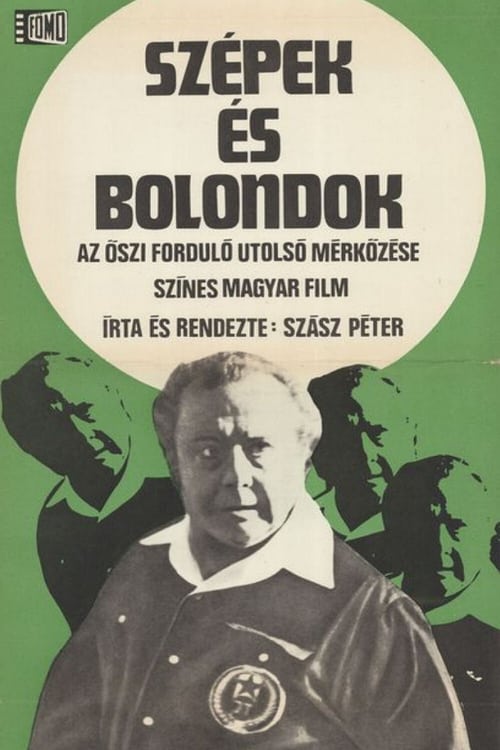 FOMO
SZÉPEK
ÉS
BOLONDOK
AZ ŐSZI FORDULÓ UTOLSÓ MÉRKŐZÉSE
SZÍNES MAGYAR FILM
ÍRTA ÉS RENDEZTE: SZÁSZ PÉTER